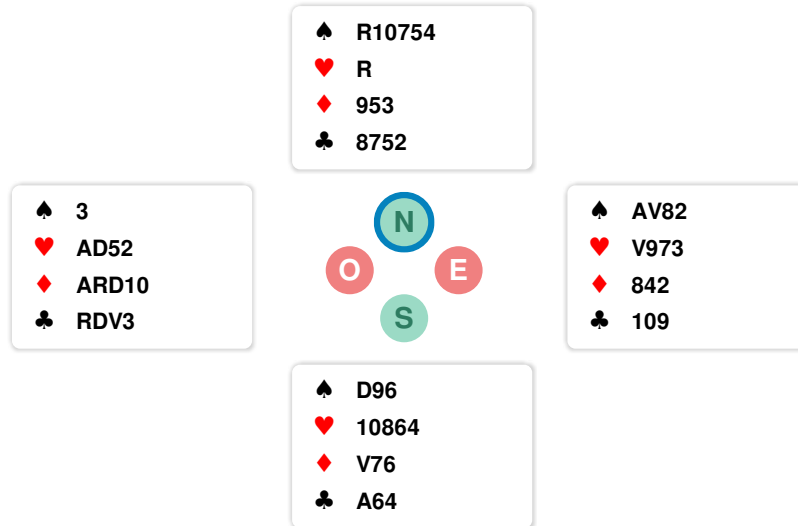 ♠ R10754
♥ R
♦ 953
♣ 8752
♠ 3
♥ AD52
♦ ARD10
♣ RDV3
N
O E
S
♠ AV82
♥ V973
♦ 842
♣ 109
♠ D96
♥ 10864
♦ V76
♣ A64